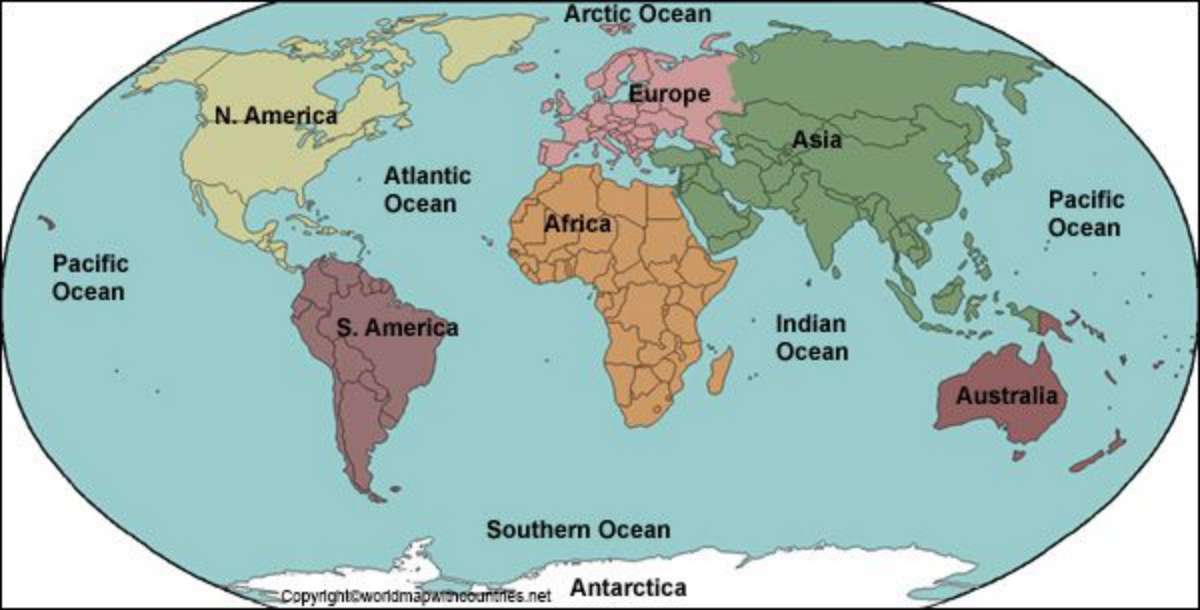 Arctic Ocean
N. America
Europe
Asia
Atlantic
Ocean
Africa
Pacific
Ocean
Pacific
Ocean
S. America
Indian
Ocean
Australia
Southern Ocean
Antarctica
Copyright©worldmapwithcountries.net